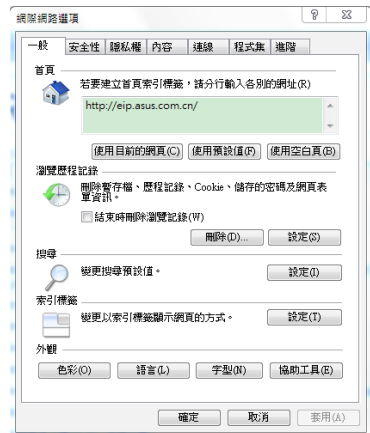 網際網路選項
一般 安全性 隱私權 內容 連線 程式集 進階
首頁
若要建立首頁索引標籤，請分行輸入各別的網址(R)
http://eip.asus.com.cn/
使用目前的網頁(C) 使用預設值(F) 使用空白頁(B)
瀏覽歷程記錄
刪除暫存檔、歷程記錄、Cookie、儲存的密碼及網頁表
單資訊。
結束時刪除瀏覽記錄(W)
刪除(D)... 設定(S)
搜尋
變更搜尋預設值。 設定(I)
索引標籤
變更以索引標籤顯示網頁的方式。 設定(T)
外觀
色彩(O) 語言(L) 字型(N) 協助工具(E)
確定 取消 套用(A)